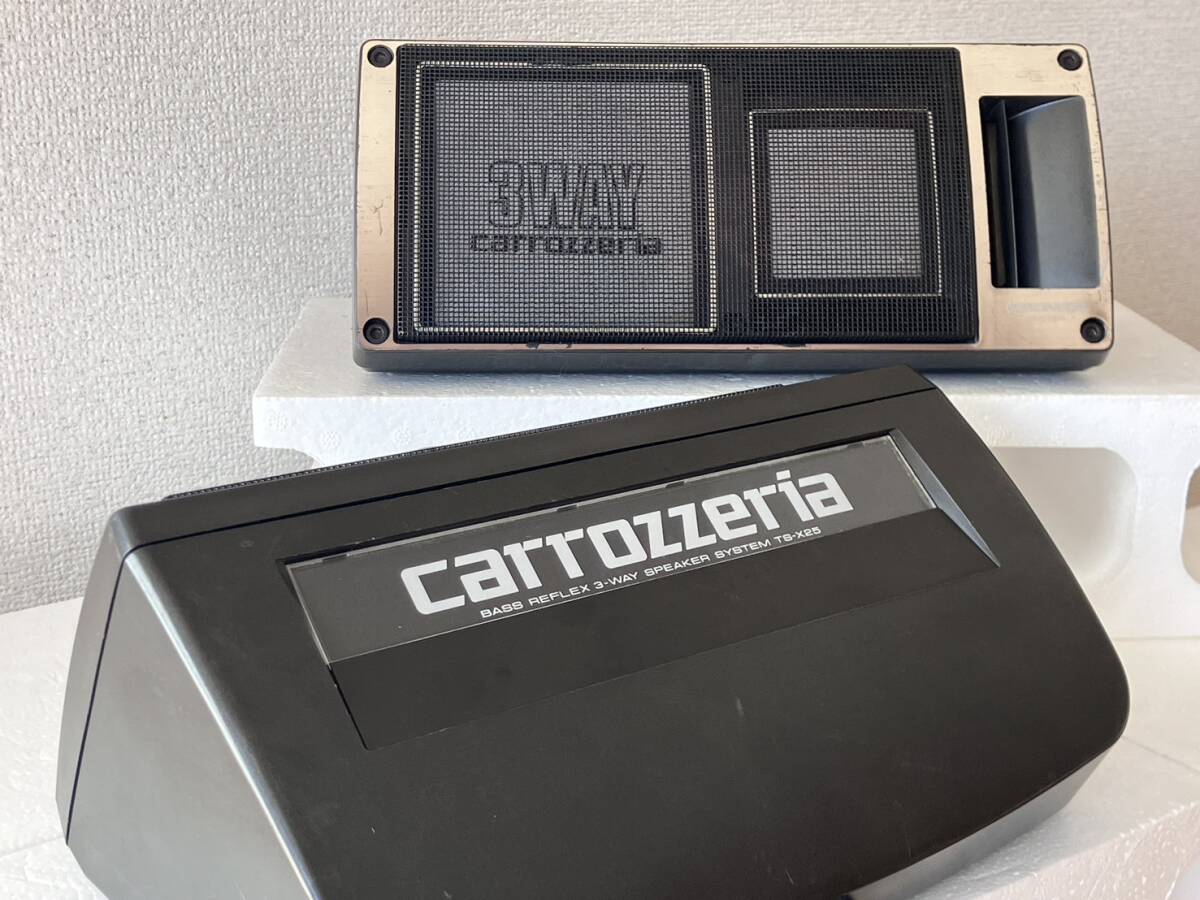 3WAY
carrozzeria
carrozzeria
BASS REFLEX 3-WAY SPEAKER SYSTEM TS-X25